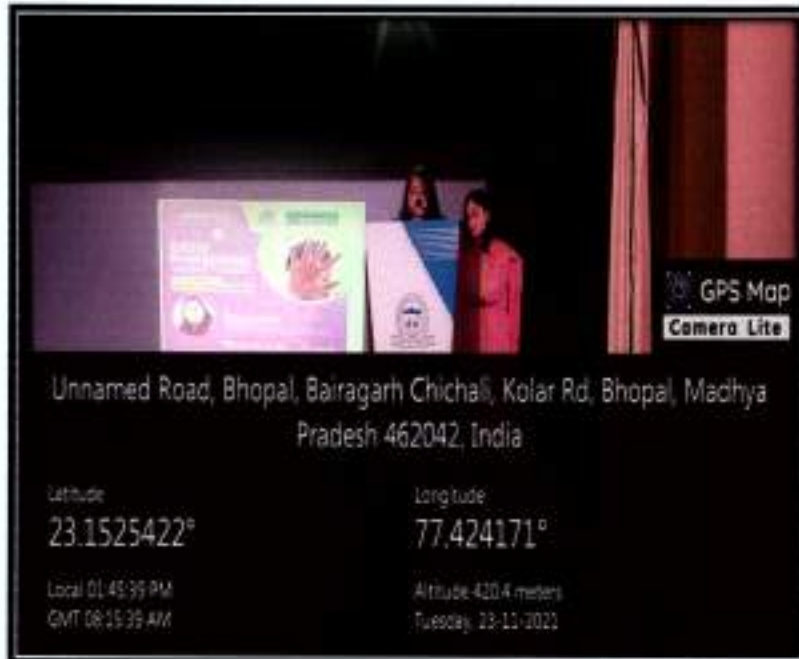 GPS Map
Camera Lite
Unnamed Road, Bhopal, Bairagarh Chichali, Kolar Rd, Bhopal, Madhya
Pradesh 462042, India
Latitude
Longitude
23.1525422°
77.424171°
Local 01:45:39 PM
Altitude 420.4 meters
GMT 08:15:39 AM
Tuesday, 23-11-2021